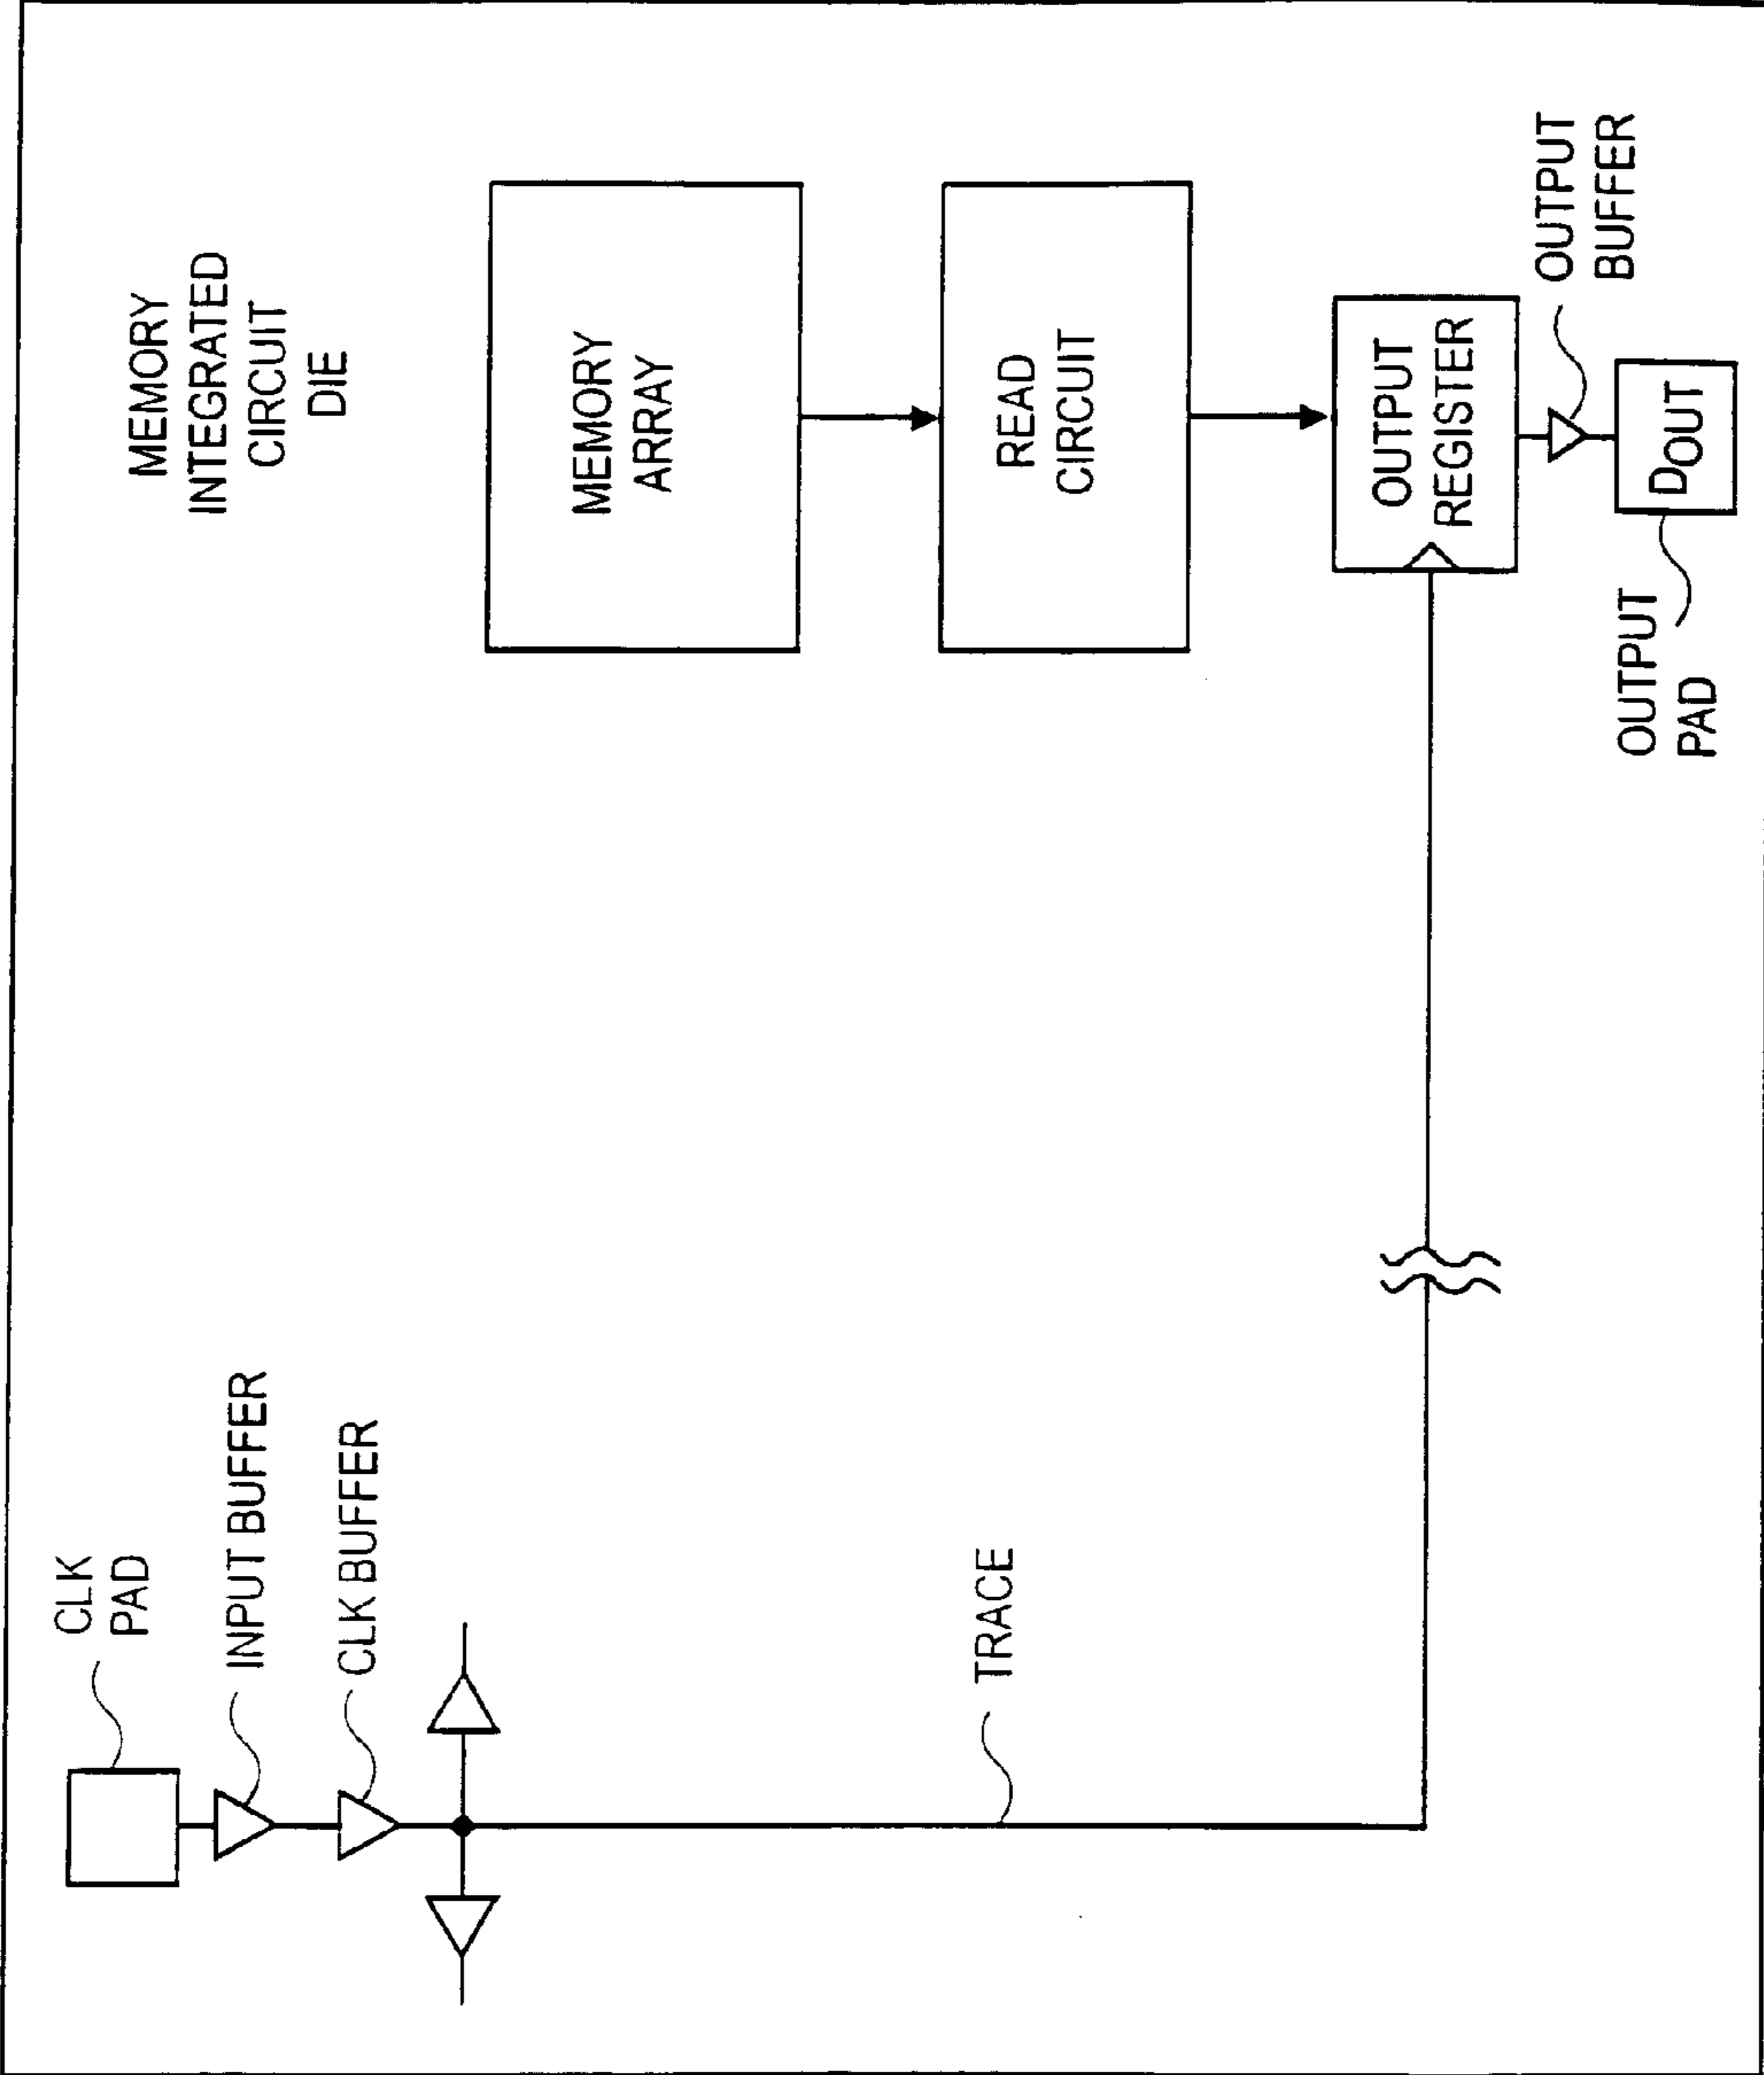 MEMORY
INTEGRATED
CIRCUIT
DIE
CLK
PAD
INPUT BUFFER
CLK BUFFER
MEMORY
ARRAY
READ
CIRCUIT
TRACE
OUTPUT
REGISTER
OUTPUT
BUFFER
DOUT
OUTPUT
PAD